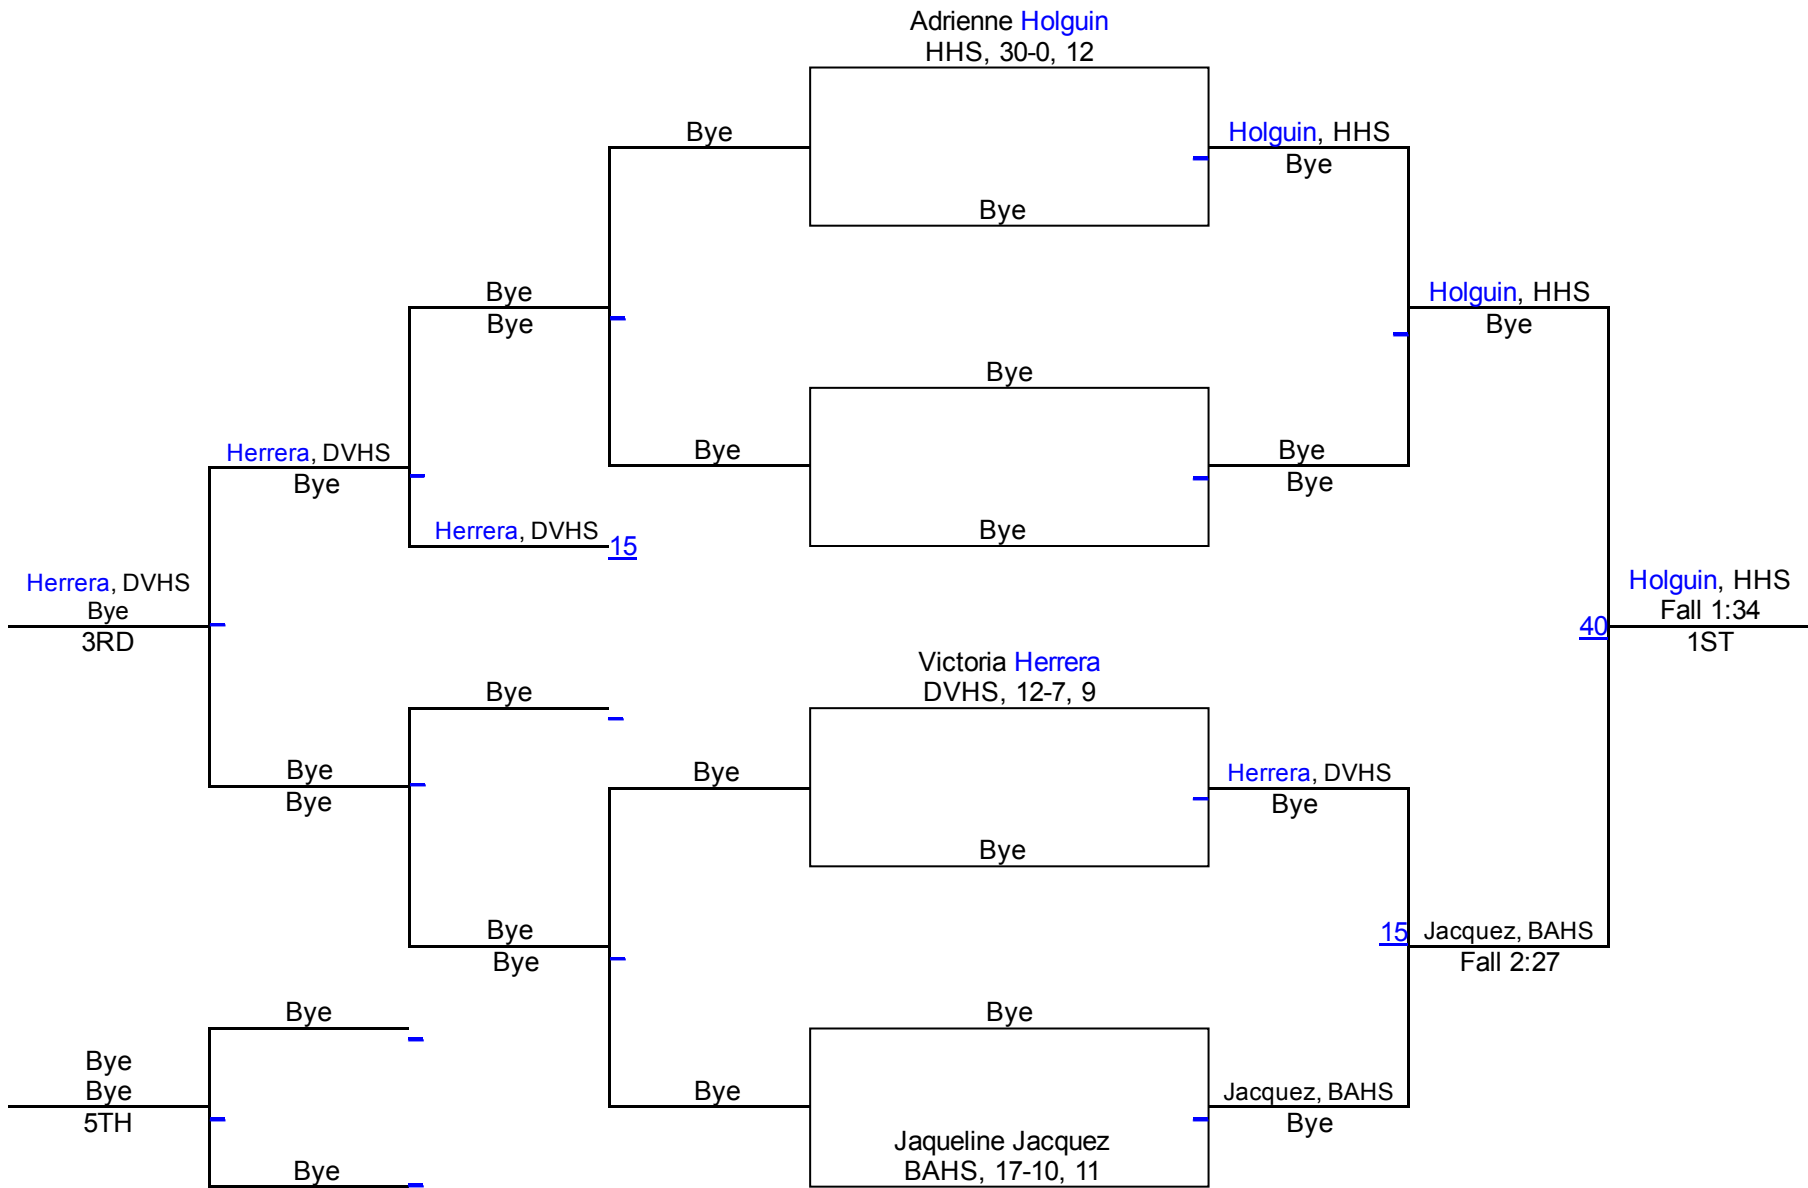 Adrienne Holguin
HHS, 30-0, 12
Bye
Holguin, HHS
Bye
Bye
Bye
Bye
Holguin, HHS
Bye
Bye
Herrera, DVHS
Bye
Bye
Bye
Bye
Herrera, DVHS
15
Bye
Herrera, DVHS
Bye
3RD
Holguin, HHS
Fall 1:34
40
1ST
Victoria Herrera
DVHS, 12-7, 9
Bye
Bye
Bye
Bye
Herrera, DVHS
Bye
Bye
Bye
Bye
15
Jacquez, BAHS
Fall 2:27
Bye
Bye
Bye
Bye
5TH
Bye
Jacquez, BAHS
Bye
Jaqueline Jacquez
BAHS, 17-10, 11
Bye